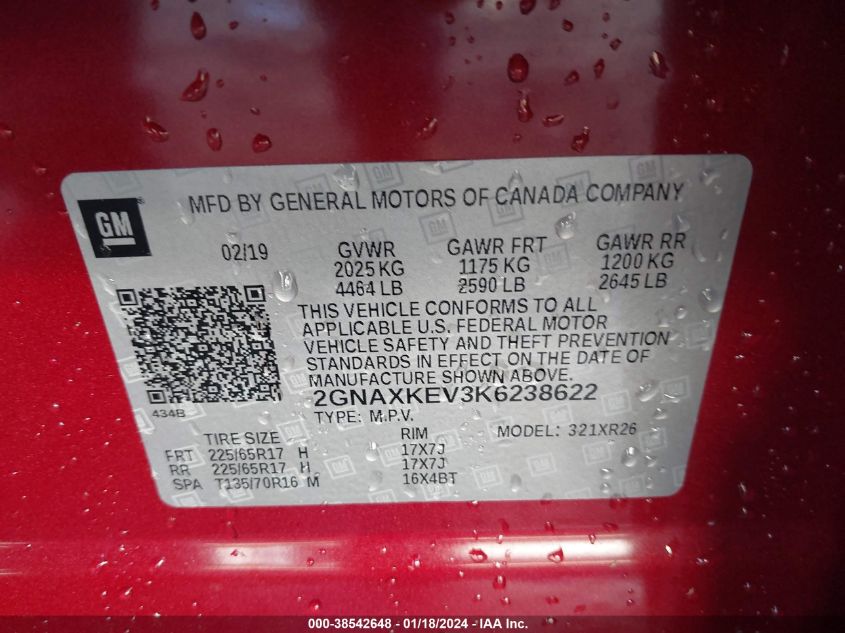 GM
MFD BY GENERAL MOTORS OF CANADA COMPANY
02/19 GVWR GAWR FRT GAWR RR
2025 KG 1175 KG 1200 KG
4464 LB 2590 LB 2645 LB
THIS VEHICLE CONFORMS TO ALL
APPLICABLE U.S. FEDERAL MOTOR
VEHICLE SAFETY AND THEFT PREVENTION
STANDARDS IN EFFECT ON THE DATE OF
MANUFACTURE SHOWN ABOVE.
434B
2GNAXKEV3K6238622
TYPE: M.P.V. MODEL: 321XR26
TIRE SIZE RIM
FRT 225/65R17 H 17X7J
RR 225/65R17 H 17X7J
SPA T135/70R16 M 16X4BT
000-38542648 - 01/18/2024 - IAA Inc.